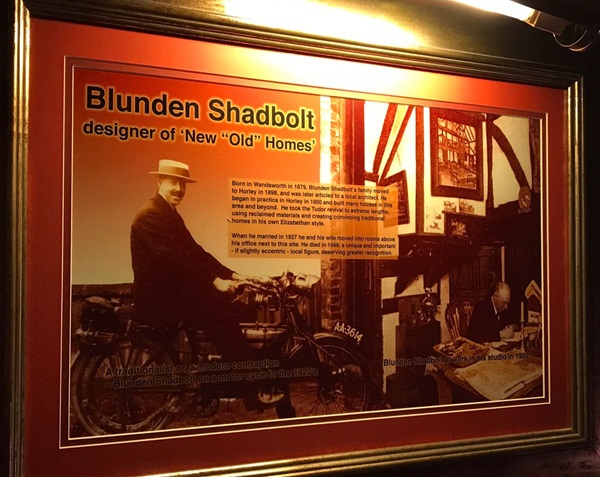 Blunden Shadbolt
designer of 'New "Old" Homes'
Born in Wandsworth in 1879, Blunden Shadbolt's family moved
to Horley in 1898, and was later articled to a local architect. He
began in practice in Horley in 1900 and built many houses in this
area and beyond. He took the Tudor revival to extreme lengths,
using reclaimed materials and creating convincing traditional
homes in his own Elizabethan style.
When he married in 1927 he and his wife moved into rooms above
his office next to this site. He died in 1949, a unique and important
- if slightly eccentric - local figure, deserving greater recognition.
AA3614
A traditionalist on a modern contraption
- Blunden Shadbolt on a motor cycle in the 1920's
Blunden Shadbolt at work in his studio in 1932